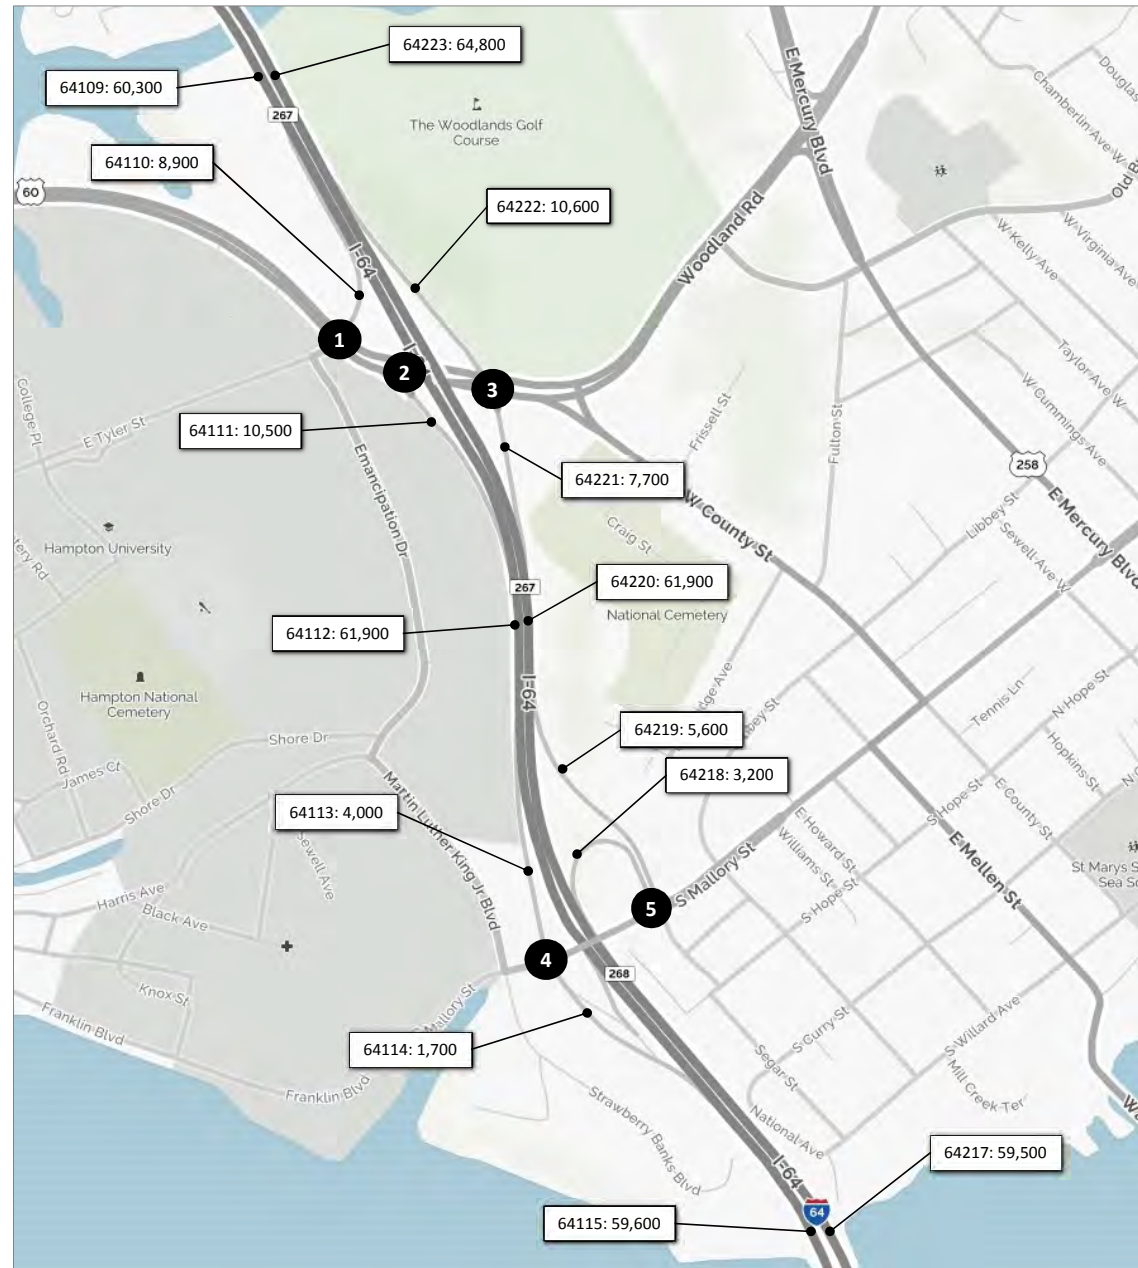 64223: 64,800
64109: 60,300
267
The Woodlands Golf
Course
E Mercury Blvd
Douglas
Chamberlin Ave W
64110: 8,900
60
64222: 10,600
Old
I-64
Woodland Rd
W Kelly Ave
W Virginia Ave
1
2
3
College Pl
E Tyler St
64111: 10,500
Emancipation Dr
64221: 7,700
Frissell St
Fulton St
Taylor Ave W
W Cummings Ave
258
E Mercury Blvd
W County St
Libbey St
Sewell Ave W
Craig St
Hampton University
267
64220: 61,900
National Cemetery
64112: 61,900
I-64
E Mercury Blvd
Hampton National
Cemetery
Orchard Rd
James Ct
Shore Dr
Shore Dr
64219: 5,600
64218: 3,200
64113: 4,000
Martin Luther King Jr Blvd
Sewell Ave
Harris Ave
Black Ave
Knox St
Tennis Ln
N Hope St
Hopkins St
S Hope St
E County St
E Howard St
Williams St
S Hope St
S Mallory St
E Mellen St
St Marys S
Sea
5
4
268
Franklin Blvd
Mallory St
64114: 1,700
Franklin Blvd
S Curry St
Segar St
S Willard Ave
S Mill Creek Ter
Strawberry Banks Blvd
National Ave
I-64
64217: 59,500
64
64115: 59,600